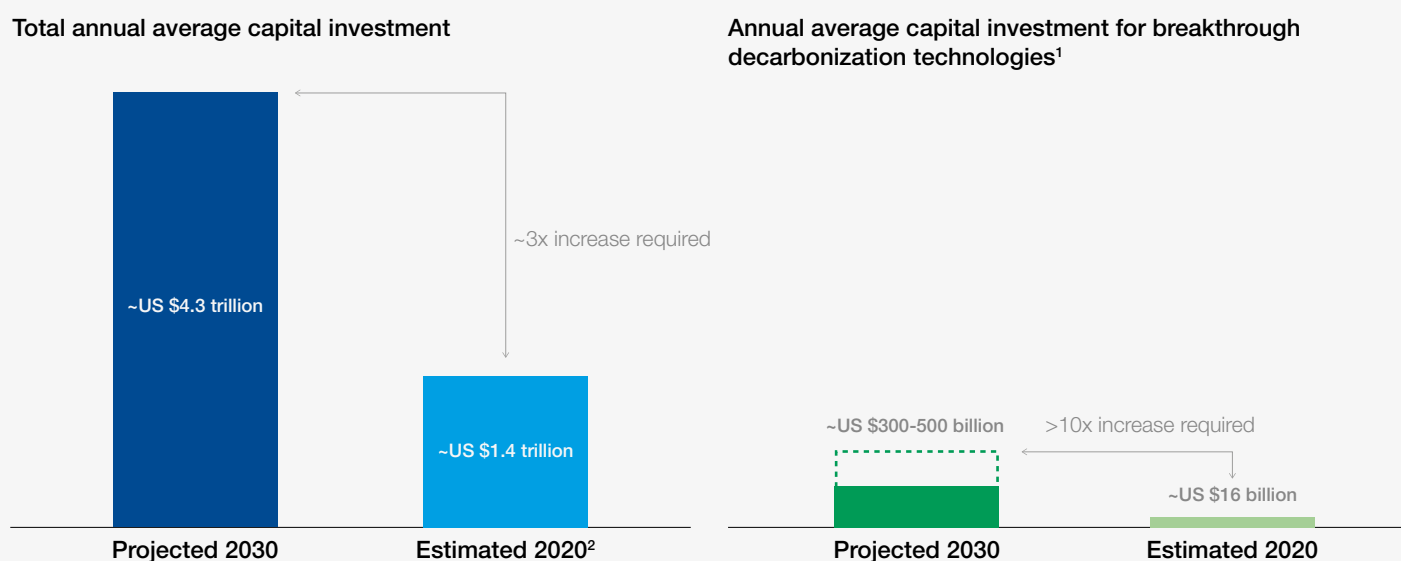 Total annual average capital investment
~US $4.3 trillion
~3x increase required
~US $1.4 trillion
Projected 2030
Estimated 2020²
Annual average capital investment for breakthrough
decarbonization technologies¹
~US $300-500 billion
>10x increase required
~US $16 billion
Projected 2030
Estimated 2020